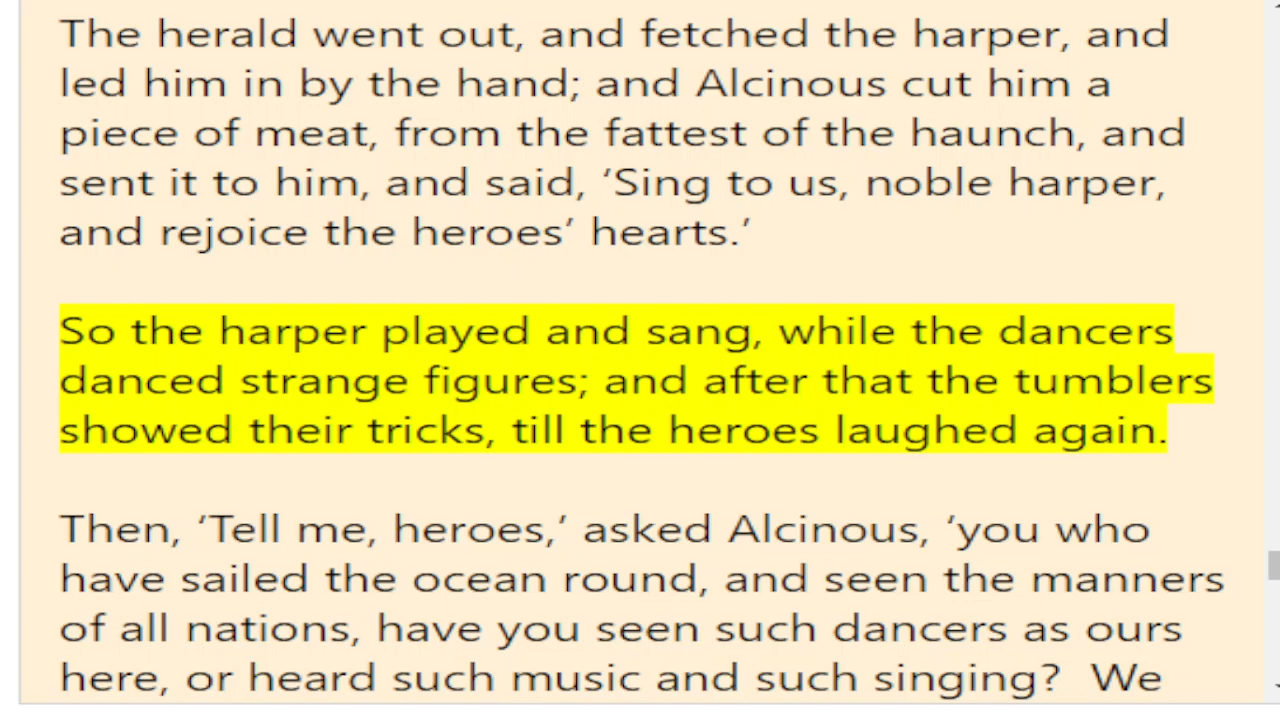 The herald went out, and fetched the harper, and
led him in by the hand; and Alcinous cut him a
piece of meat, from the fattest of the haunch, and
sent it to him, and said, ‘Sing to us, noble harper,
and rejoice the heroes’ hearts.’
So the harper played and sang, while the dancers
danced strange figures; and after that the tumblers
showed their tricks, till the heroes laughed again.
Then, ‘Tell me, heroes,’ asked Alcinous, ‘you who
have sailed the ocean round, and seen the manners
of all nations, have you seen such dancers as ours
here, or heard such music and such singing?  We